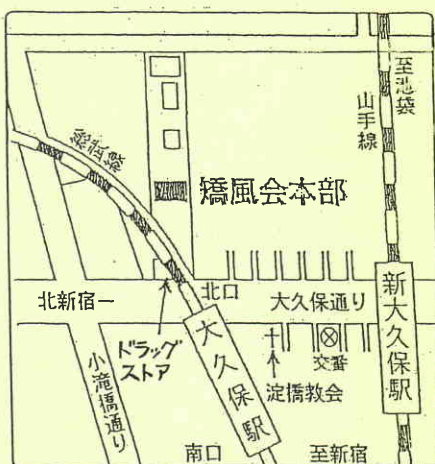 至池袋
山手線
総武線
矯風会本部
北新宿一
北口
大久保通り
新大久保駅
ドラッグ
ストア
大久保駅
交番
淀橋教会
小滝橋通り
南口
至新宿